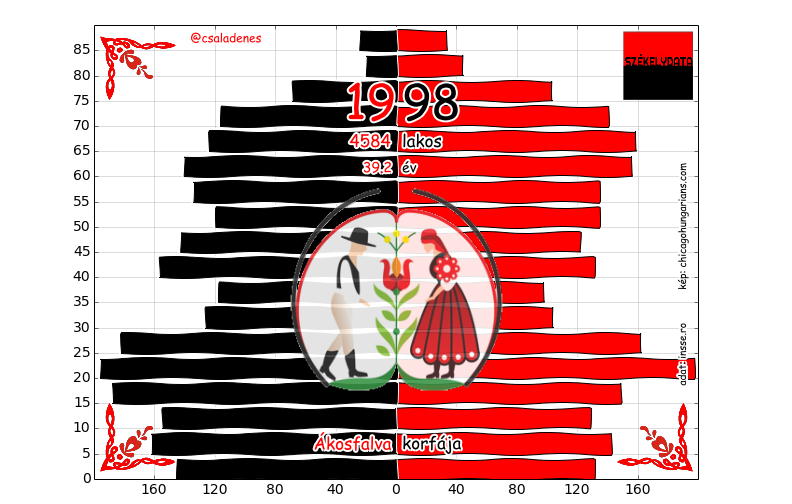 @csaladenes
SZÉKELYDATA
1998
4584 lakos
39.2 év
kép: chicagohungarians.com
adat: insse.ro
Ákosfalva korfája
85
80
75
70
65
60
55
50
45
40
35
30
25
20
15
10
5
0
160 120 80 40 0 40 80 120 160